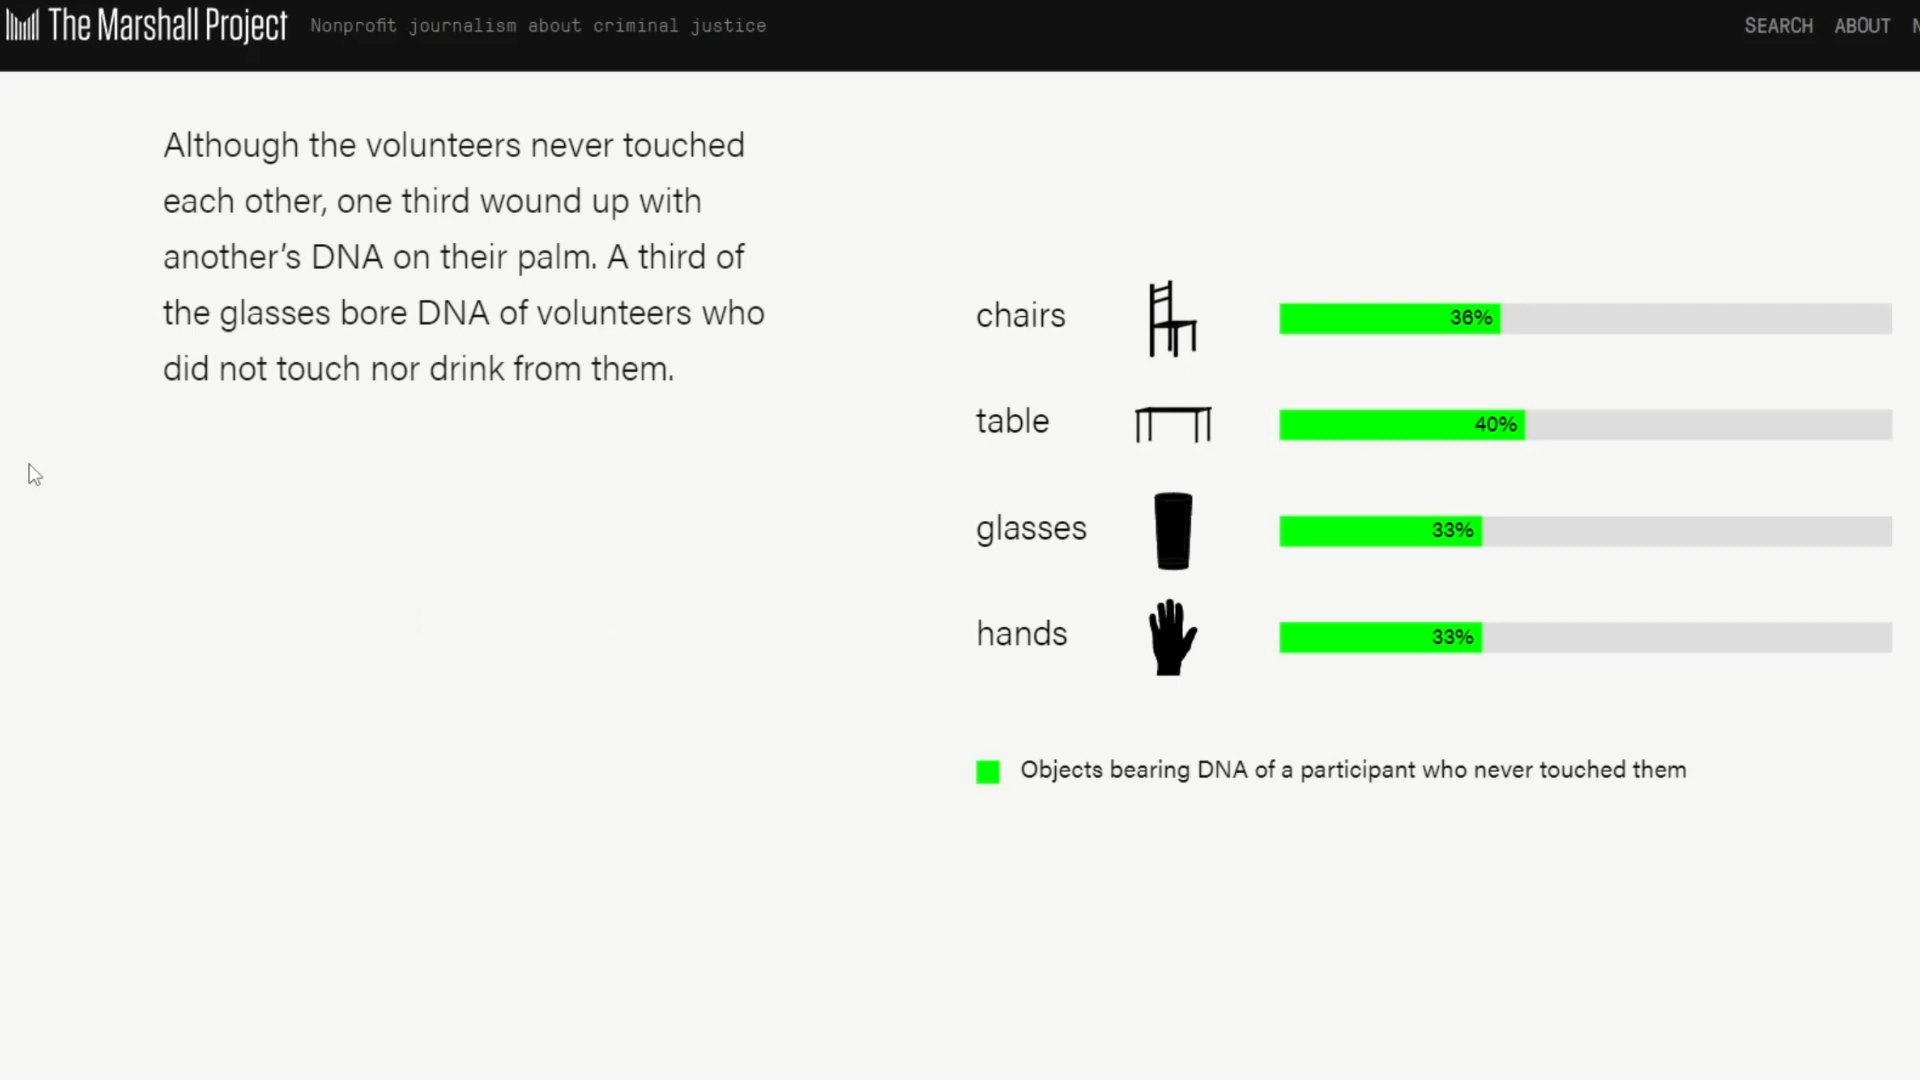 The Marshall Project
Nonprofit journalism about criminal justice
SEARCH ABOUT
Although the volunteers never touched
each other, one third wound up with
another’s DNA on their palm. A third of
the glasses bore DNA of volunteers who
did not touch nor drink from them.
chairs 36%
table 40%
glasses 33%
hands 33%
Objects bearing DNA of a participant who never touched them